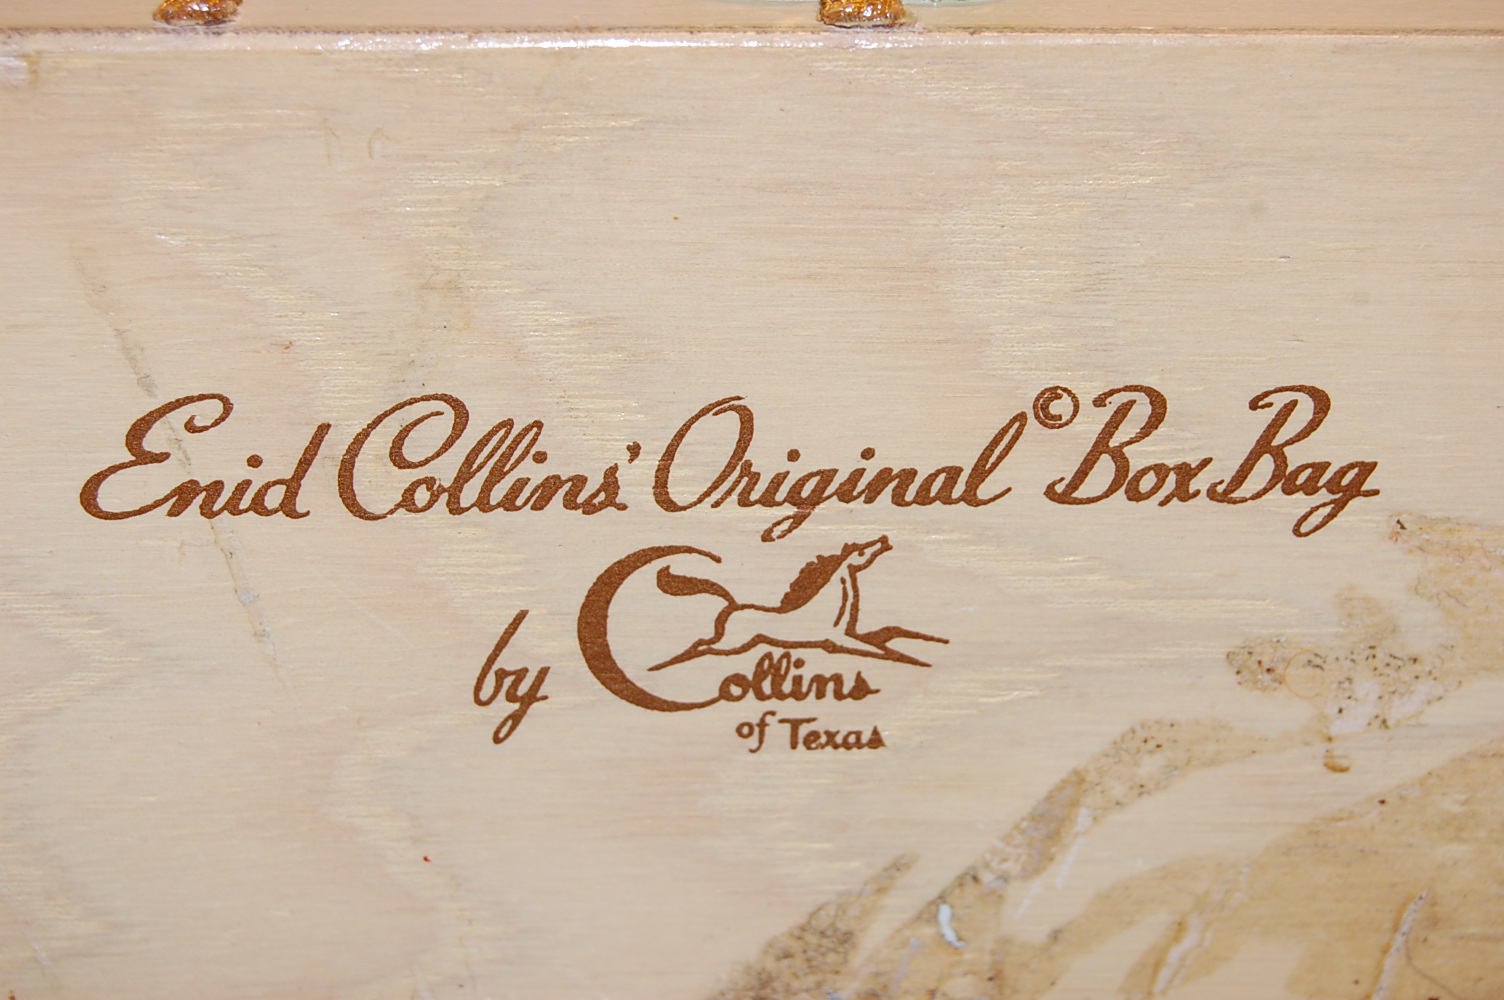 Enid Collins' Original © Box Bag
by Collins
of Texas